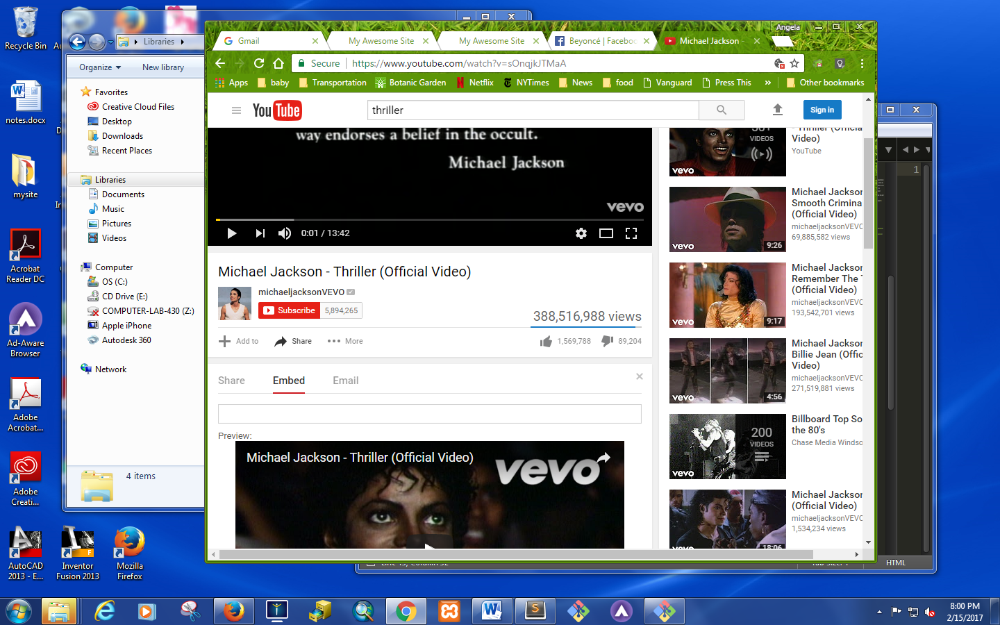 Recycle Bin
notes.docx
mysite
Acrobat
Reader DC
Ad-Aware
Browser
Adobe
Acrobat...
Adobe
Creati...
AutoCAD
2013 - E...
Inventor
Fusion 2013
Mozilla
Firefox
Libraries
Organize
New library
Favorites
Creative Cloud Files
Desktop
Downloads
Recent Places
Libraries
Documents
Music
Pictures
Videos
Computer
OS (C:)
CD Drive (E:)
COMPUTER-LAB-430 (Z:)
Apple iPhone
Autodesk 360
Network
4 items
Angela
Gmail
My Awesome Site
My Awesome Site
Beyoncé | Faceboo
Michael Jackson -
Secure
https://www.youtube.com/watch?v=sOnqjkJTMaA
Apps
baby
Transportation
Botanic Garden
Netflix
NYTimes
News
food
Vanguard
Press This
»
Other bookmarks
YouTube
thriller
Sign in
way endorses a belief in the occult.
Michael Jackson
vevo
0:01 / 13:42
Michael Jackson - Thriller (Official Video)
michaeljacksonVEVO
Subscribe
5,894,265
388,516,988 views
Add to
Share
More
1,569,788
89,204
Share
Embed
Email
Preview:
Michael Jackson - Thriller (Official Video)
vevo
VIDEOS
vevo
- Thriller (Officia
Video)
YouTube
vevo
9:26
Michael Jackson
Smooth Crimina
(Official Video)
michaeljacksonVEVO
69,885,582 views
vevo
9:17
Michael Jackson
Remember The T
(Official Video)
michaeljacksonVEVO
193,542,701 views
vevo
4:56
Michael Jackson
Billie Jean (Offic
Video)
michaeljacksonVEVO
271,519,881 views
200
VIDEOS
vevo
Billboard Top So
the 80's
Chase Media Windso
vevo
18:06
Michael Jackson
(Official Video)
michaeljacksonVEVO
1,534,234 views
1
HTML
8:00 PM
2/15/2017